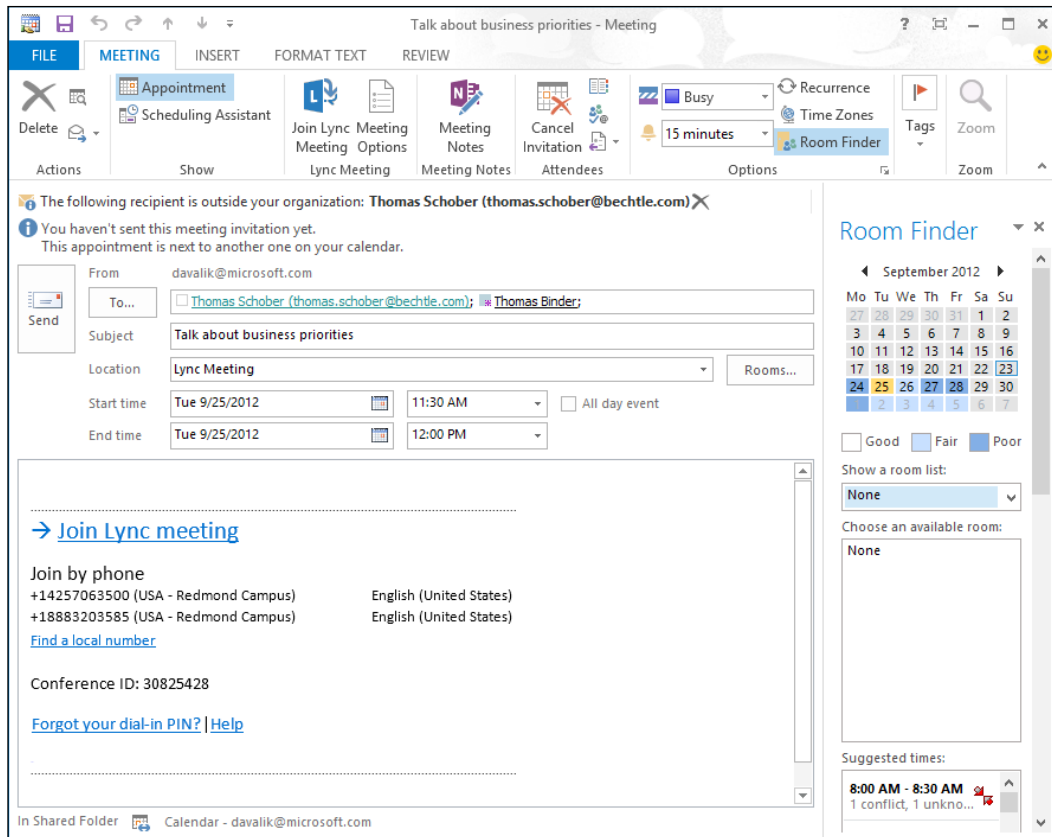 Talk about business priorities - Meeting
?
FILE MEETING INSERT FORMAT TEXT REVIEW
Delete
Actions
Appointment
Scheduling Assistant
Show
Join Lync Meeting
Meeting Options
Lync Meeting
Meeting Notes
Meeting Notes
Cancel Invitation
Attendees
Busy
15 minutes
Recurrence
Time Zones
Room Finder
Options
Tags
Zoom
Zoom
The following recipient is outside your organization: Thomas Schober (thomas.schober@bechtle.com)
You haven't sent this meeting invitation yet.
This appointment is next to another one on your calendar.
Send
From davalik@microsoft.com
To... Thomas Schober (thomas.schober@bechtle.com); Thomas Binder;
Subject Talk about business priorities
Location Lync Meeting Rooms...
Start time Tue 9/25/2012 11:30 AM All day event
End time Tue 9/25/2012 12:00 PM
→ Join Lync meeting
Join by phone
+14257063500 (USA - Redmond Campus) English (United States)
+18883203585 (USA - Redmond Campus) English (United States)
Find a local number
Conference ID: 30825428
Forgot your dial-in PIN? | Help
In Shared Folder Calendar - davalik@microsoft.com
Room Finder
September 2012
Mo Tu We Th Fr Sa Su
27 28 29 30 31 1 2
3 4 5 6 7 8 9
10 11 12 13 14 15 16
17 18 19 20 21 22 23
24 25 26 27 28 29 30
1 2 3 4 5 6 7
Good Fair Poor
Show a room list:
None
Choose an available room:
None
Suggested times:
8:00 AM - 8:30 AM
1 conflict, 1 unkno...